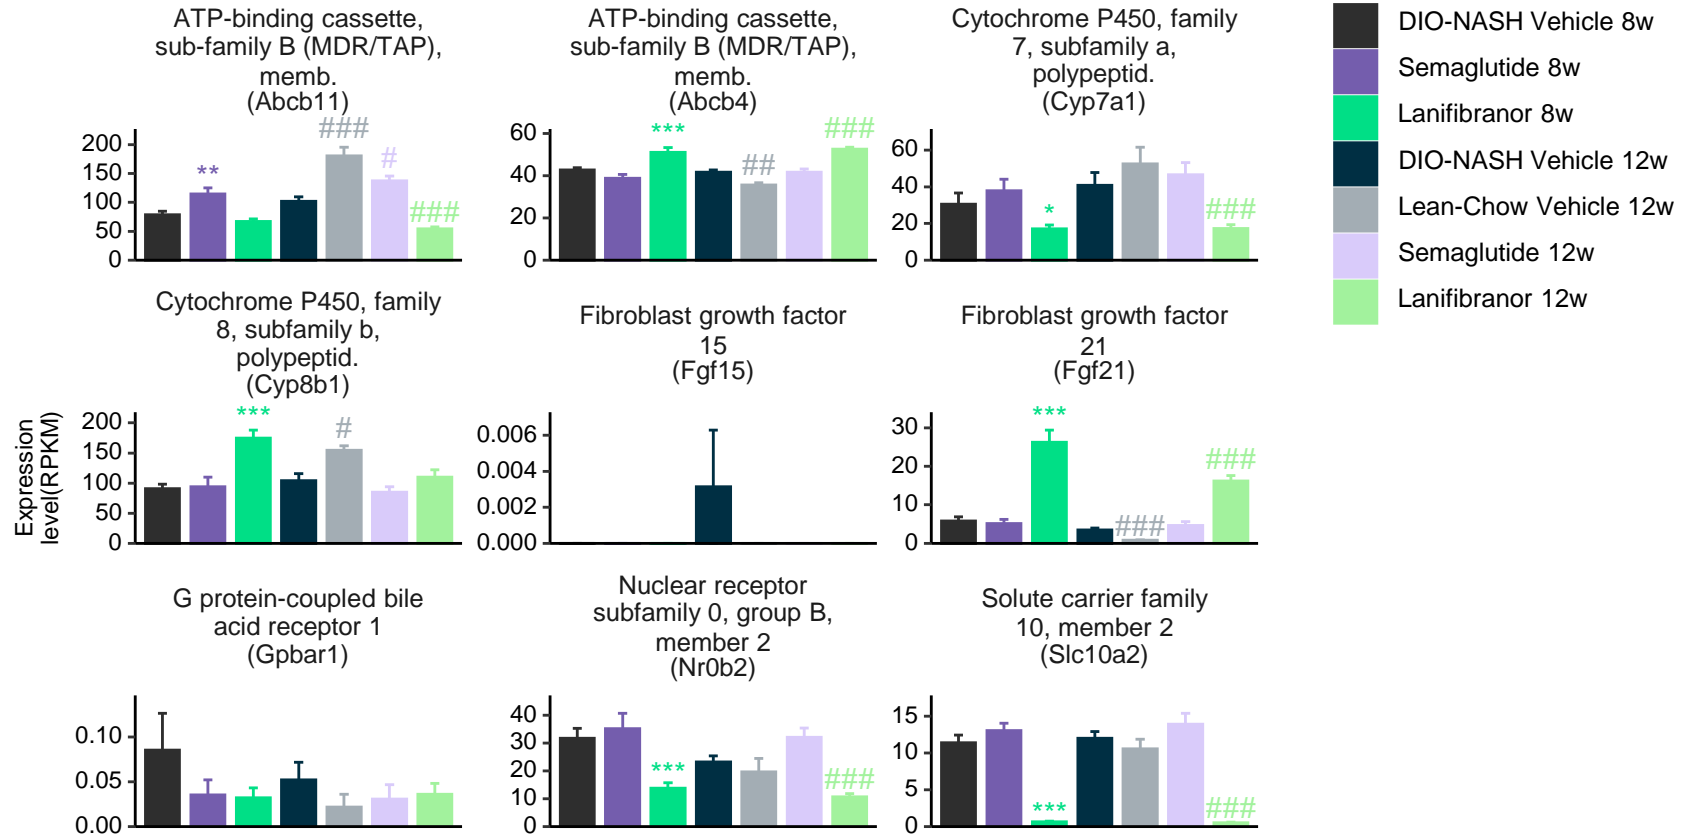 ATP-binding cassette,
sub-family B (MDR/TAP),
memb.
(Abcb11)
###
**
#
###
200
150
100
50
0
ATP-binding cassette,
sub-family B (MDR/TAP),
memb.
(Abcb4)
***
##
###
60
40
20
0
Cytochrome P450, family
7, subfamily a,
polypeptid.
(Cyp7a1)
*
###
60
40
20
0
DIO-NASH Vehicle 8w
Semaglutide 8w
Lanifibranor 8w
DIO-NASH Vehicle 12w
Lean-Chow Vehicle 12w
Semaglutide 12w
Lanifibranor 12w
Expression
level(RPKM)
Cytochrome P450, family
8, subfamily b,
polypeptid.
(Cyp8b1)
***
#
200
150
100
50
0
Fibroblast growth factor
15
(Fgf15)
0.006
0.004
0.002
0.000
Fibroblast growth factor
21
(Fgf21)
***
###
###
30
20
10
0
G protein-coupled bile
acid receptor 1
(Gpbar1)
0.10
0.05
0.00
Nuclear receptor
subfamily 0, group B,
member 2
(Nr0b2)
***
###
40
30
20
10
0
Solute carrier family
10, member 2
(Slc10a2)
***
###
15
10
5
0